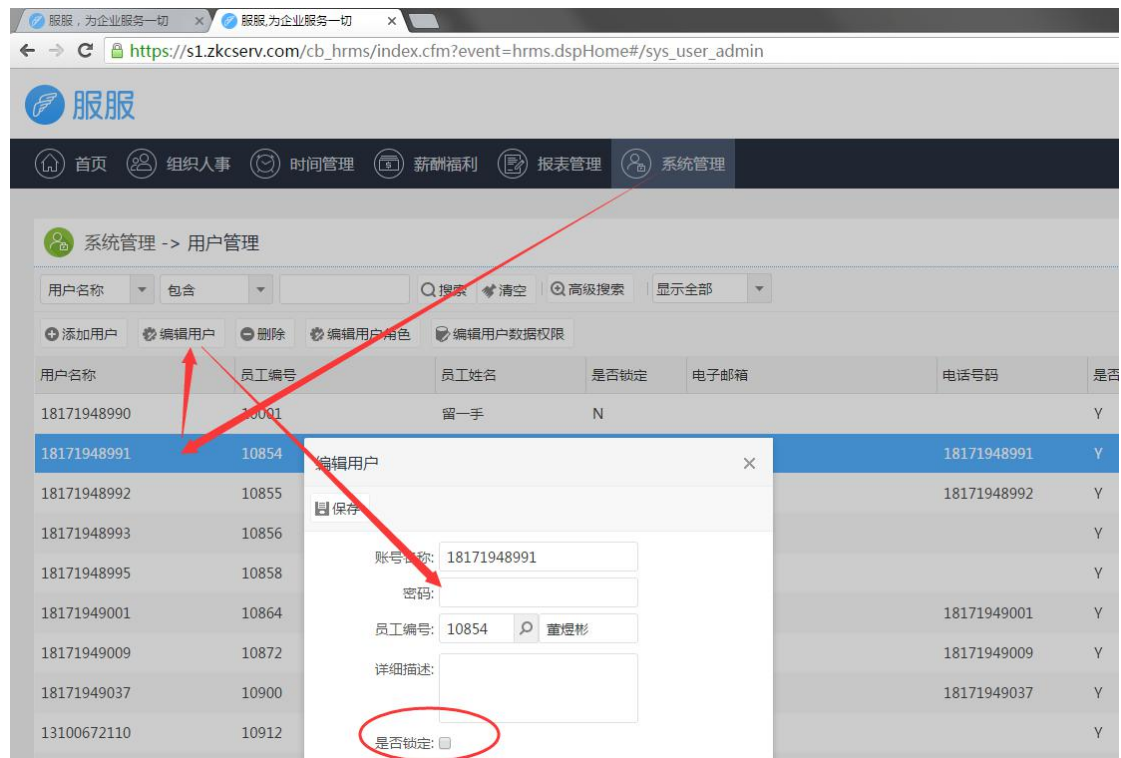 服服，为企业服务一切 × 服服,为企业服务一切 ×
https://s1.zkcserv.com/cb_hrms/index.cfm?event=hrms.dspHome#/sys_user_admin
服服
首页 组织人事 时间管理 薪酬福利 报表管理 系统管理
系统管理 -> 用户管理
用户名称 包含 搜索 清空 高级搜索 显示全部
添加用户 编辑用户 删除 编辑用户角色 编辑用户数据权限
用户名称 员工编号 员工姓名 是否锁定 电子邮箱 电话号码 是否
18171948990 10001 留一手 N Y
18171948991 10854 18171948991 Y
编辑用户 ×
18171948992 10855 18171948992 Y
保存
18171948993 10856 Y
账号名称: 18171948991
18171948995 10858 Y
密码:
18171949001 10864 18171949001 Y
员工编号: 10854 董煜彬
18171949009 10872 18171949009 Y
详细描述:
18171949037 10900 18171949037 Y
13100672110 10912 Y
是否锁定: